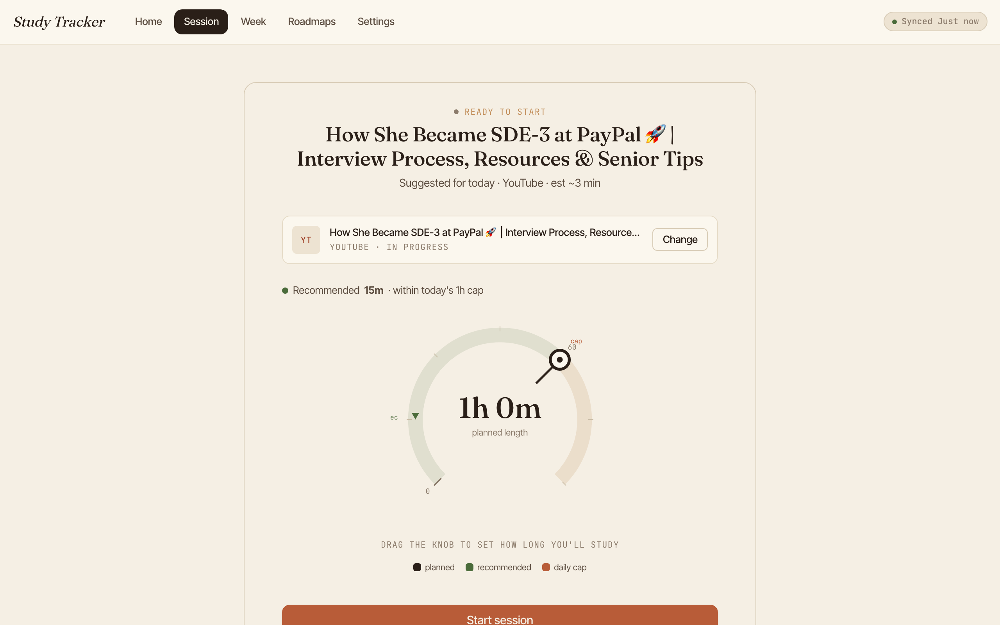 Study Tracker
Home
Session
Week
Roadmaps
Settings
Synced Just now
READY TO START
How She Became SDE-3 at PayPal 🚀 |
Interview Process, Resources & Senior Tips
Suggested for today · YouTube · est ~3 min
YT
How She Became SDE-3 at PayPal 🚀 | Interview Process, Resource...
YOUTUBE · IN PROGRESS
Change
Recommended 15m · within today's 1h cap
cap
60
ec
1h 0m
planned length
0
DRAG THE KNOB TO SET HOW LONG YOU'LL STUDY
planned
recommended
daily cap
Start session